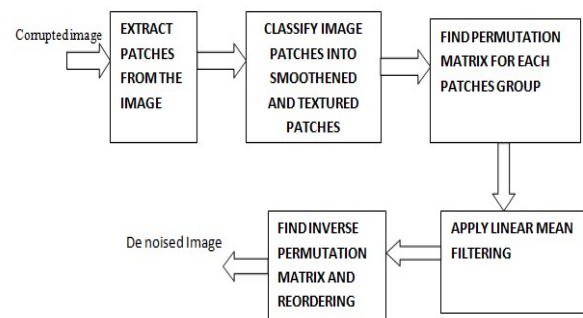 Corrupted image
EXTRACT
PATCHES
FROM THE
IMAGE
CLASSIFY IMAGE
PATCHES INTO
SMOOTHENED
AND TEXTURED
PATCHES
FIND PERMUTATION
MATRIX FOR EACH
PATCHES GROUP
APPLY LINEAR MEAN
FILTERING
FIND INVERSE
PERMUTATION
MATRIX AND
REORDERING
De noised Image